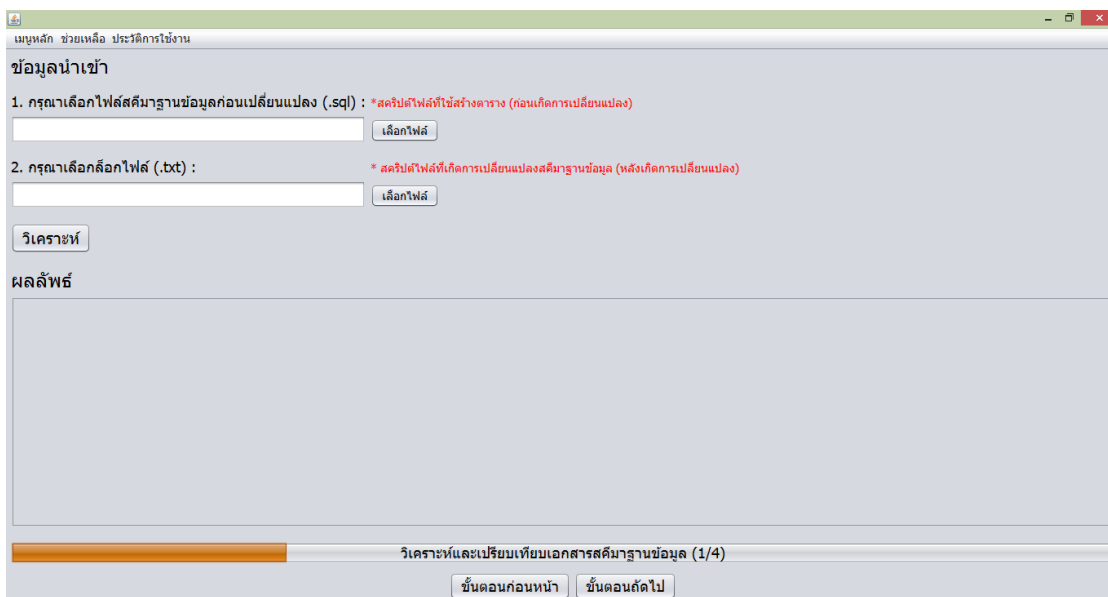 เมนูหลัก ช่วยเหลือ ประวัติการใช้งาน
ข้อมูลนำเข้า
1. กรุณาเลือกไฟล์สคีมาฐานข้อมูลก่อนเปลี่ยนแปลง (.sql) : *สคริปต์ไฟล์ที่ใช้สร้างตาราง (ก่อนเกิดการเปลี่ยนแปลง)
เลือกไฟล์
2. กรุณาเลือกล็อกไฟล์ (.txt) : * สคริปต์ไฟล์ที่เกิดการเปลี่ยนแปลงสคีมาฐานข้อมูล (หลังเกิดการเปลี่ยนแปลง)
เลือกไฟล์
วิเคราะห์
ผลลัพธ์
วิเคราะห์และเปรียบเทียบเอกสารสคีมาฐานข้อมูล (1/4)
ขั้นตอนก่อนหน้า ขั้นตอนถัดไป